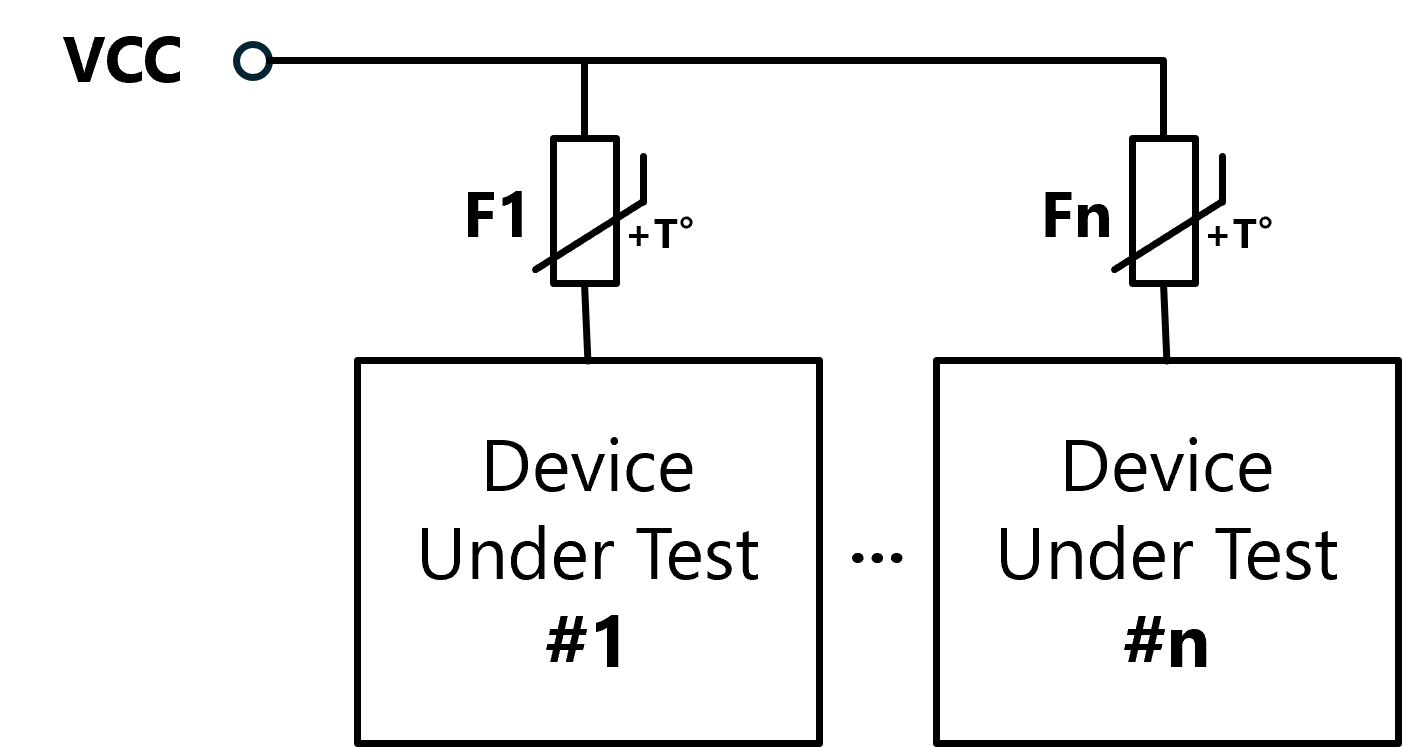 VCC
F1
+T°
Fn
+T°
Device
Under Test
#1
...
Device
Under Test
#n